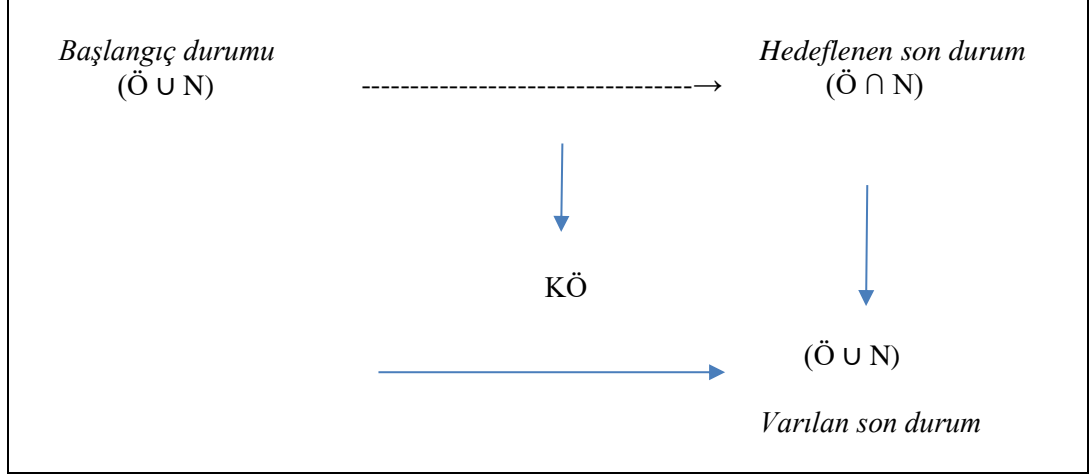 Başlangıç durumu
Hedeflenen son durum
(Ö ∪ N)
----------------------------------→
(Ö ∩ N)
KÖ
(Ö ∪ N)
Varılan son durum